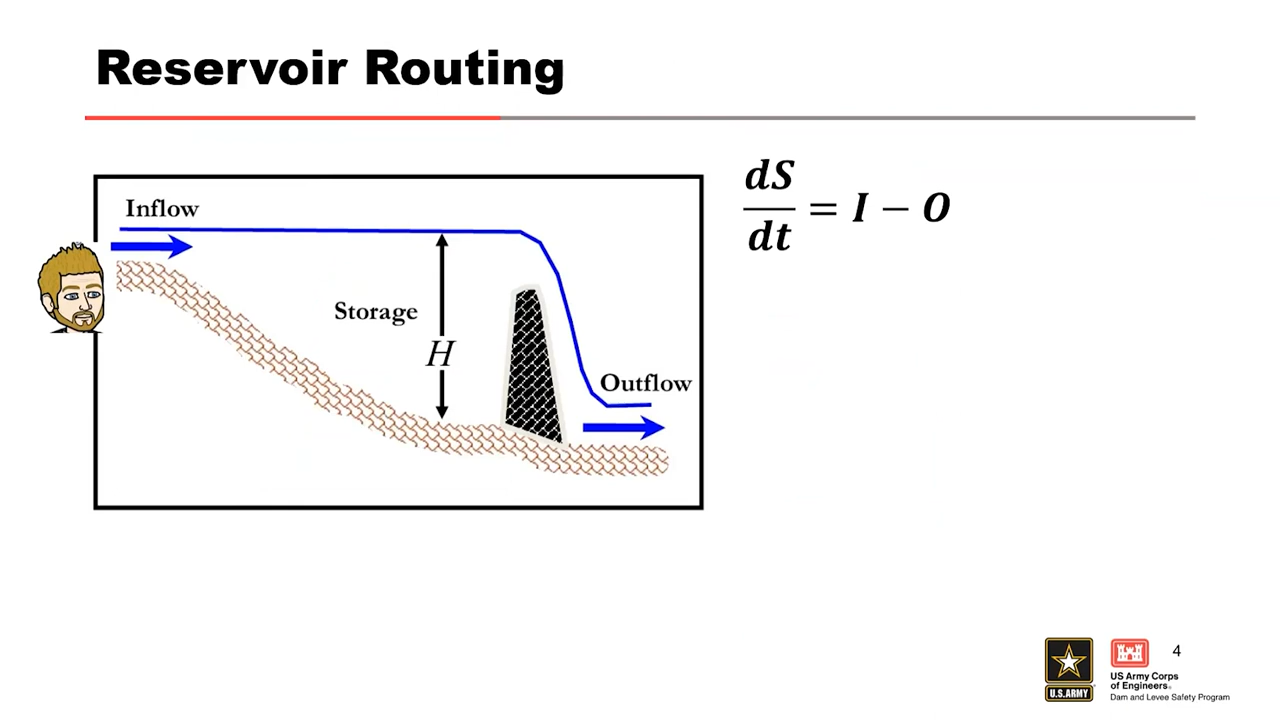 Reservoir Routing
Inflow
Storage
H
Outflow
dS
dt
= I − O
U.S.ARMY
US Army Corps
of Engineers®
Dam and Levee Safety Program
4